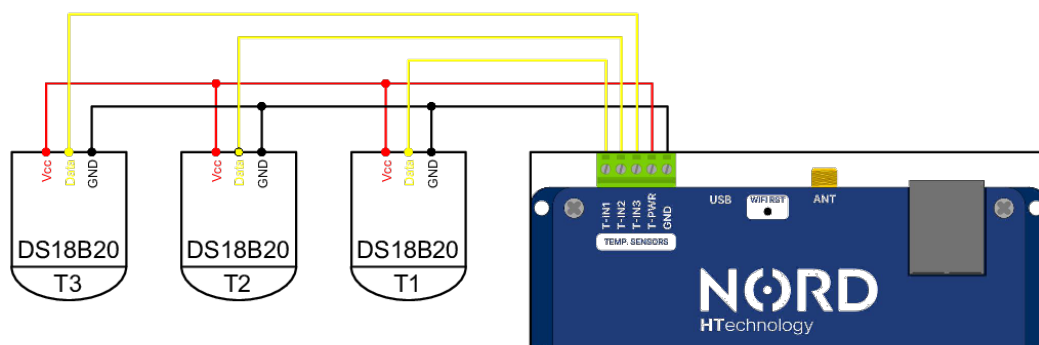 Vcc
Data
GND
DS18B20
T3
Vcc
Data
GND
DS18B20
T2
Vcc
Data
GND
DS18B20
T1
T-IN1
T-IN2
T-IN3
T-PWR
GND
TEMP. SENSORS
USB
WIFI RST
ANT
NORD
HTechnology